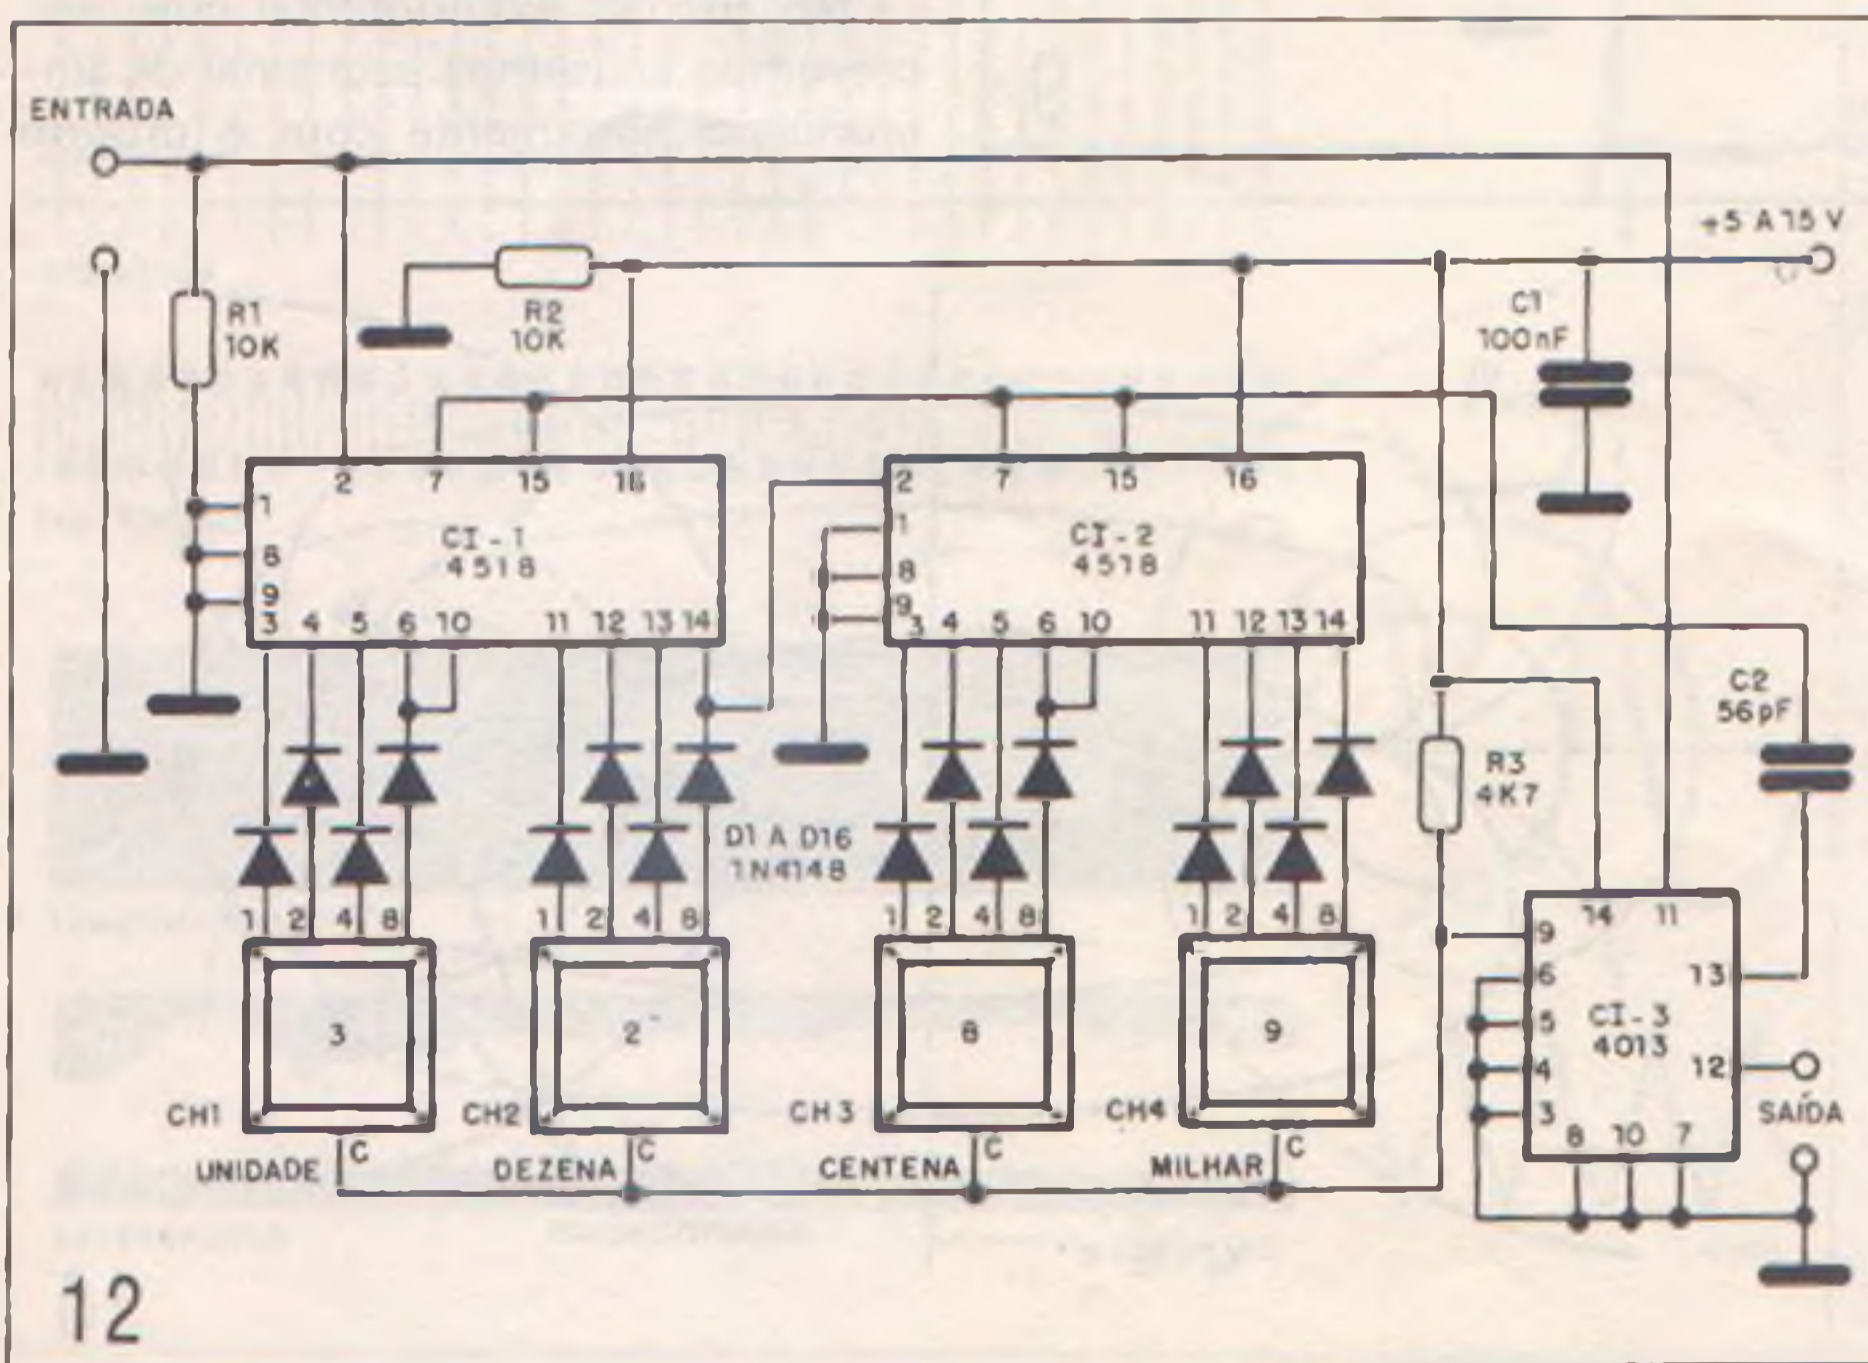 ENTRADA
+5 A 15 V
R1
10K
R2
10K
C1
100nF
2 7 15 16
1
8
9
CI-1
4518
3 4 5 6 10 11 12 13 14
2 7 15 16
1
8
9
CI-2
4518
3 4 5 6 10 11 12 13 14
C2
56pF
R3
4K7
D1 A D16
1N4148
1 2 4 8
1 2 4 8
1 2 4 8
1 2 4 8
14 11
9
6
5
4
3
13
12
CI-3
4013
8 10 7
SAÍDA
3
2
8
9
CH1
CH2
CH3
CH4
UNIDADE C
DEZENA C
CENTENA C
MILHAR C
12